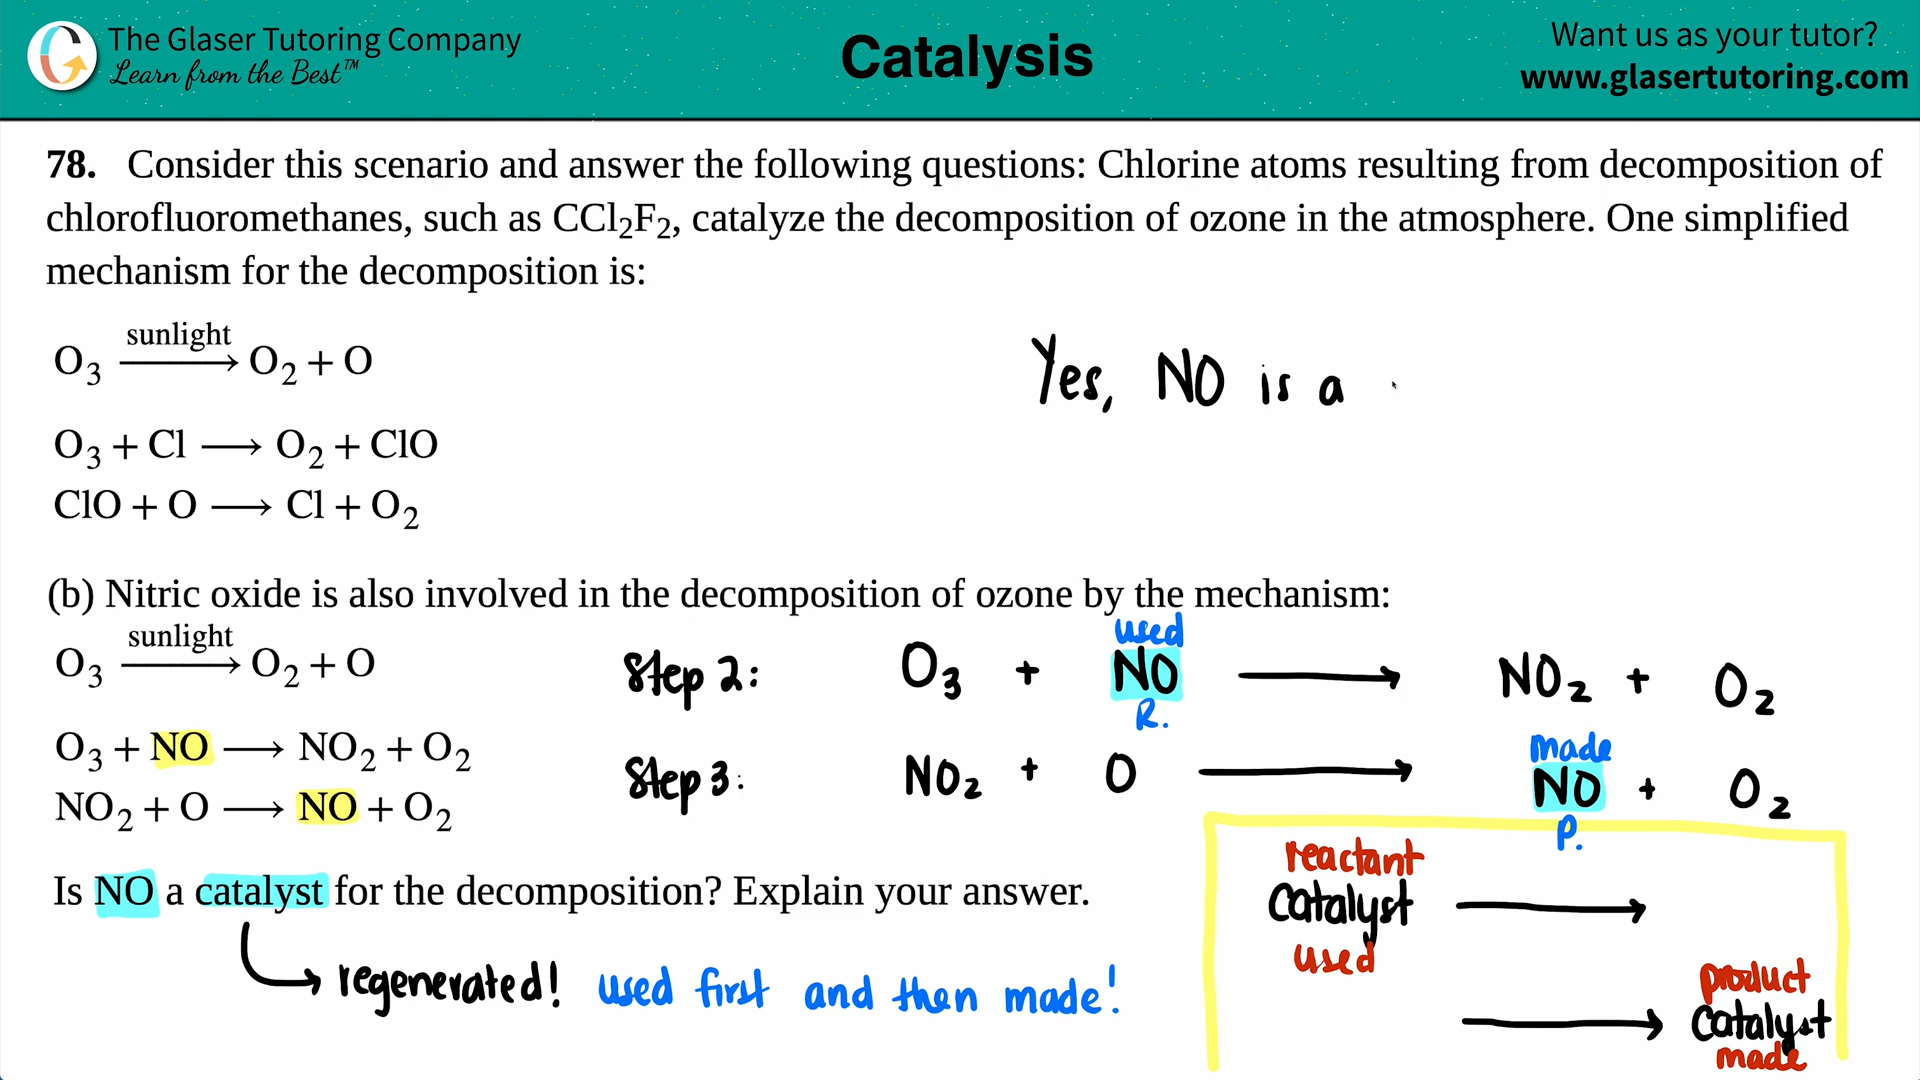 The Glaser Tutoring Company
Learn from the Best™
Catalysis
Want us as your tutor?
www.glasertutoring.com
78. Consider this scenario and answer the following questions: Chlorine atoms resulting from decomposition of
chlorofluoromethanes, such as CCl₂F₂, catalyze the decomposition of ozone in the atmosphere. One simplified
mechanism for the decomposition is:
sunlight
O₃ ⟶ O₂ + O
Yes, NO is a
O₃ + Cl ⟶ O₂ + ClO
ClO + O ⟶ Cl + O₂
(b) Nitric oxide is also involved in the decomposition of ozone by the mechanism:
sunlight
O₃ ⟶ O₂ + O
used
Step 2: O₃ + NO ⟶ NO₂ + O₂
R.
O₃ + NO ⟶ NO₂ + O₂
made
Step 3: NO₂ + O ⟶ NO + O₂
P.
NO₂ + O ⟶ NO + O₂
Is NO a catalyst for the decomposition? Explain your answer.
regenerated! used first and then made!
reactant
catalyst ⟶
used
product
⟶ catalyst
made